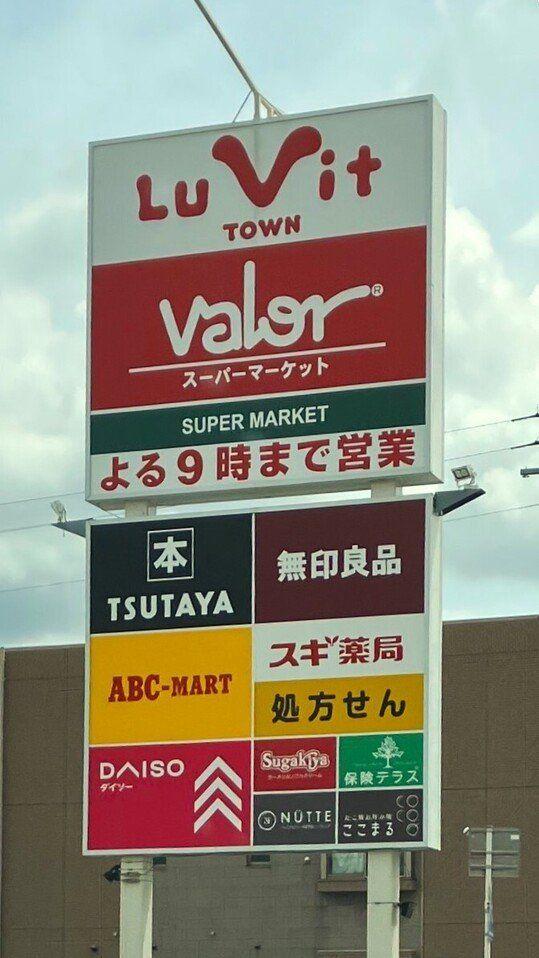 LuVit
TOWN
Valor®
スーパーマーケット
SUPER MARKET
よる9時まで営業
本
TSUTAYA
無印良品
ABC-MART
スギ薬局
処方せん
DAISO
ダイソー
Sugakiya
保険テラス
NÜTTE
ここまる